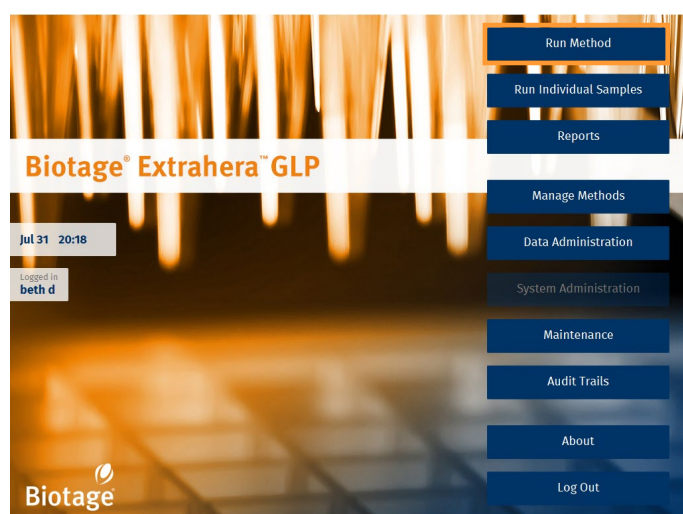 Run Method
Run Individual Samples
Reports
Biotage® Extrahera™ GLP
Manage Methods
Jul 31 20:18
Data Administration
Logged in
beth d
System Administration
Maintenance
Audit Trails
About
Log Out
Biotage